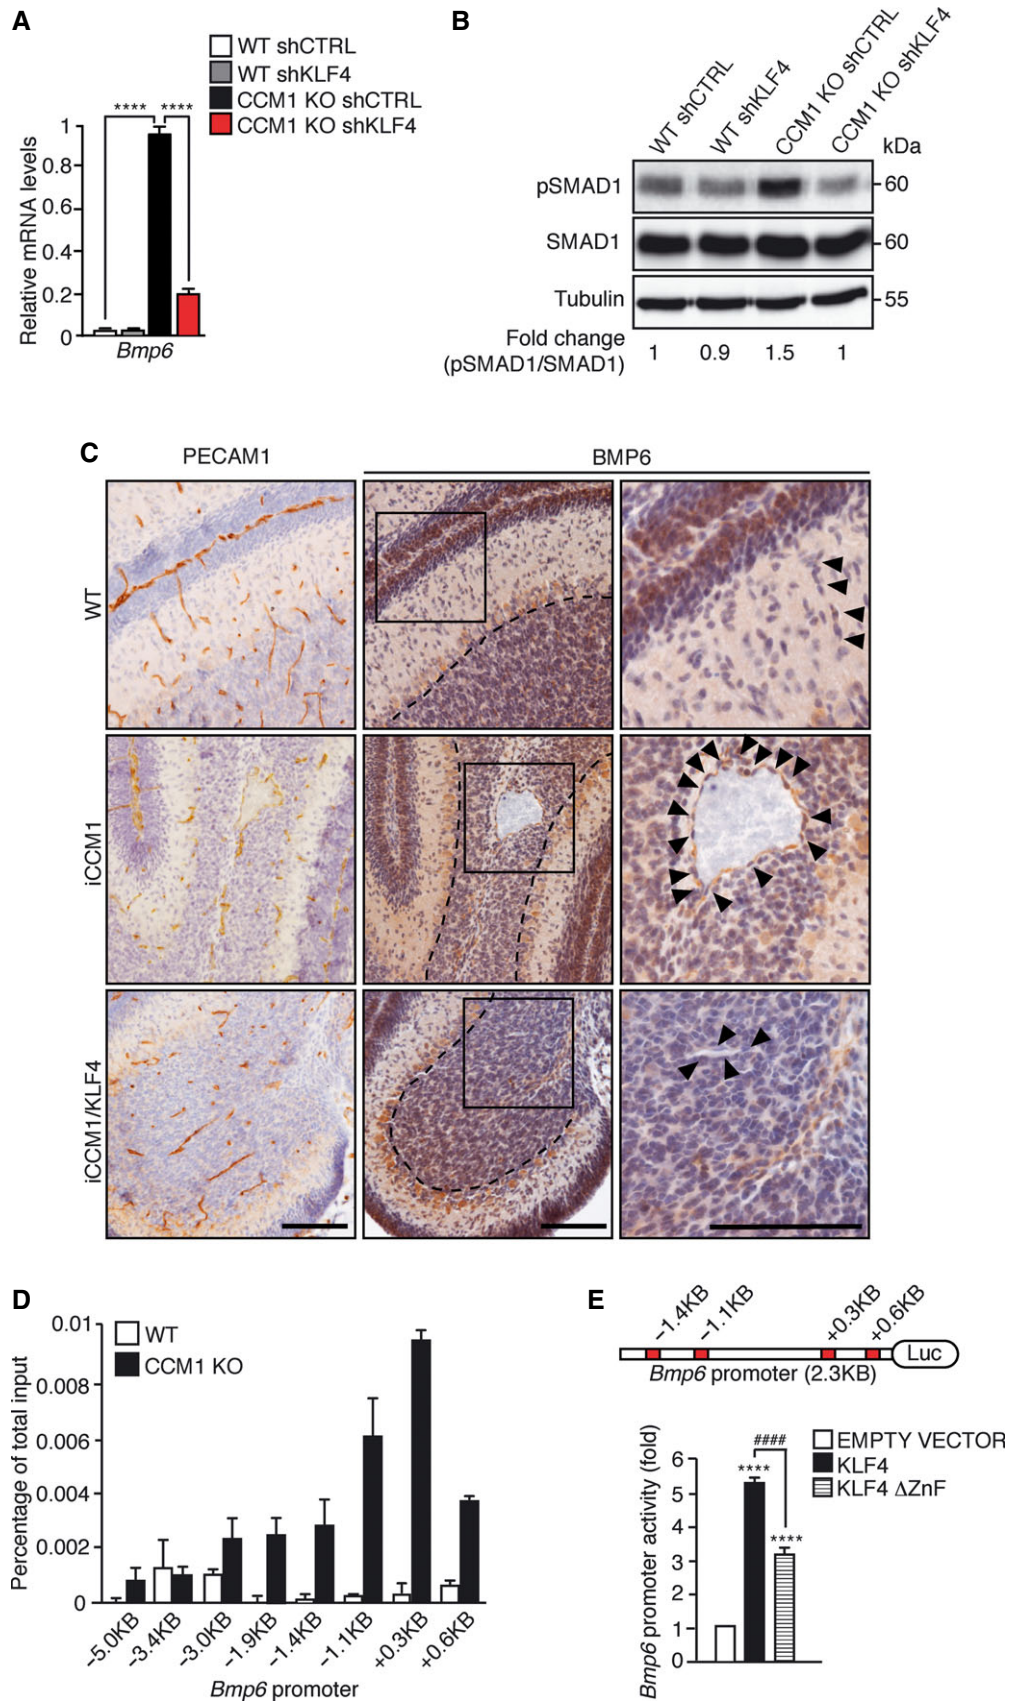 A
WT shCTRL
WT shKLF4
CCM1 KO shCTRL
CCM1 KO shKLF4
**** ****
Relative mRNA levels
1
0.8
0.6
0.4
0.2
0
Bmp6
B
WT shCTRL
WT shKLF4
CCM1 KO shCTRL
CCM1 KO shKLF4
kDa
pSMAD1
60
SMAD1
60
Tubulin
55
Fold change
(pSMAD1/SMAD1)
1 0.9 1.5 1
C
PECAM1
BMP6
WT
iCCM1
iCCM1/KLF4
D
WT
CCM1 KO
Percentage of total input
0.01
0.008
0.006
0.004
0.002
0
−5.0KB
−3.4KB
−3.0KB
−1.9KB
−1.4KB
−1.1KB
+0.3KB
+0.6KB
Bmp6 promoter
E
−1.4KB
−1.1KB
+0.3KB
+0.6KB
Luc
Bmp6 promoter (2.3KB)
EMPTY VECTOR
KLF4
KLF4 ΔZnF
Bmp6 promoter activity (fold)
6
5
4
3
2
1
0
####
****
****